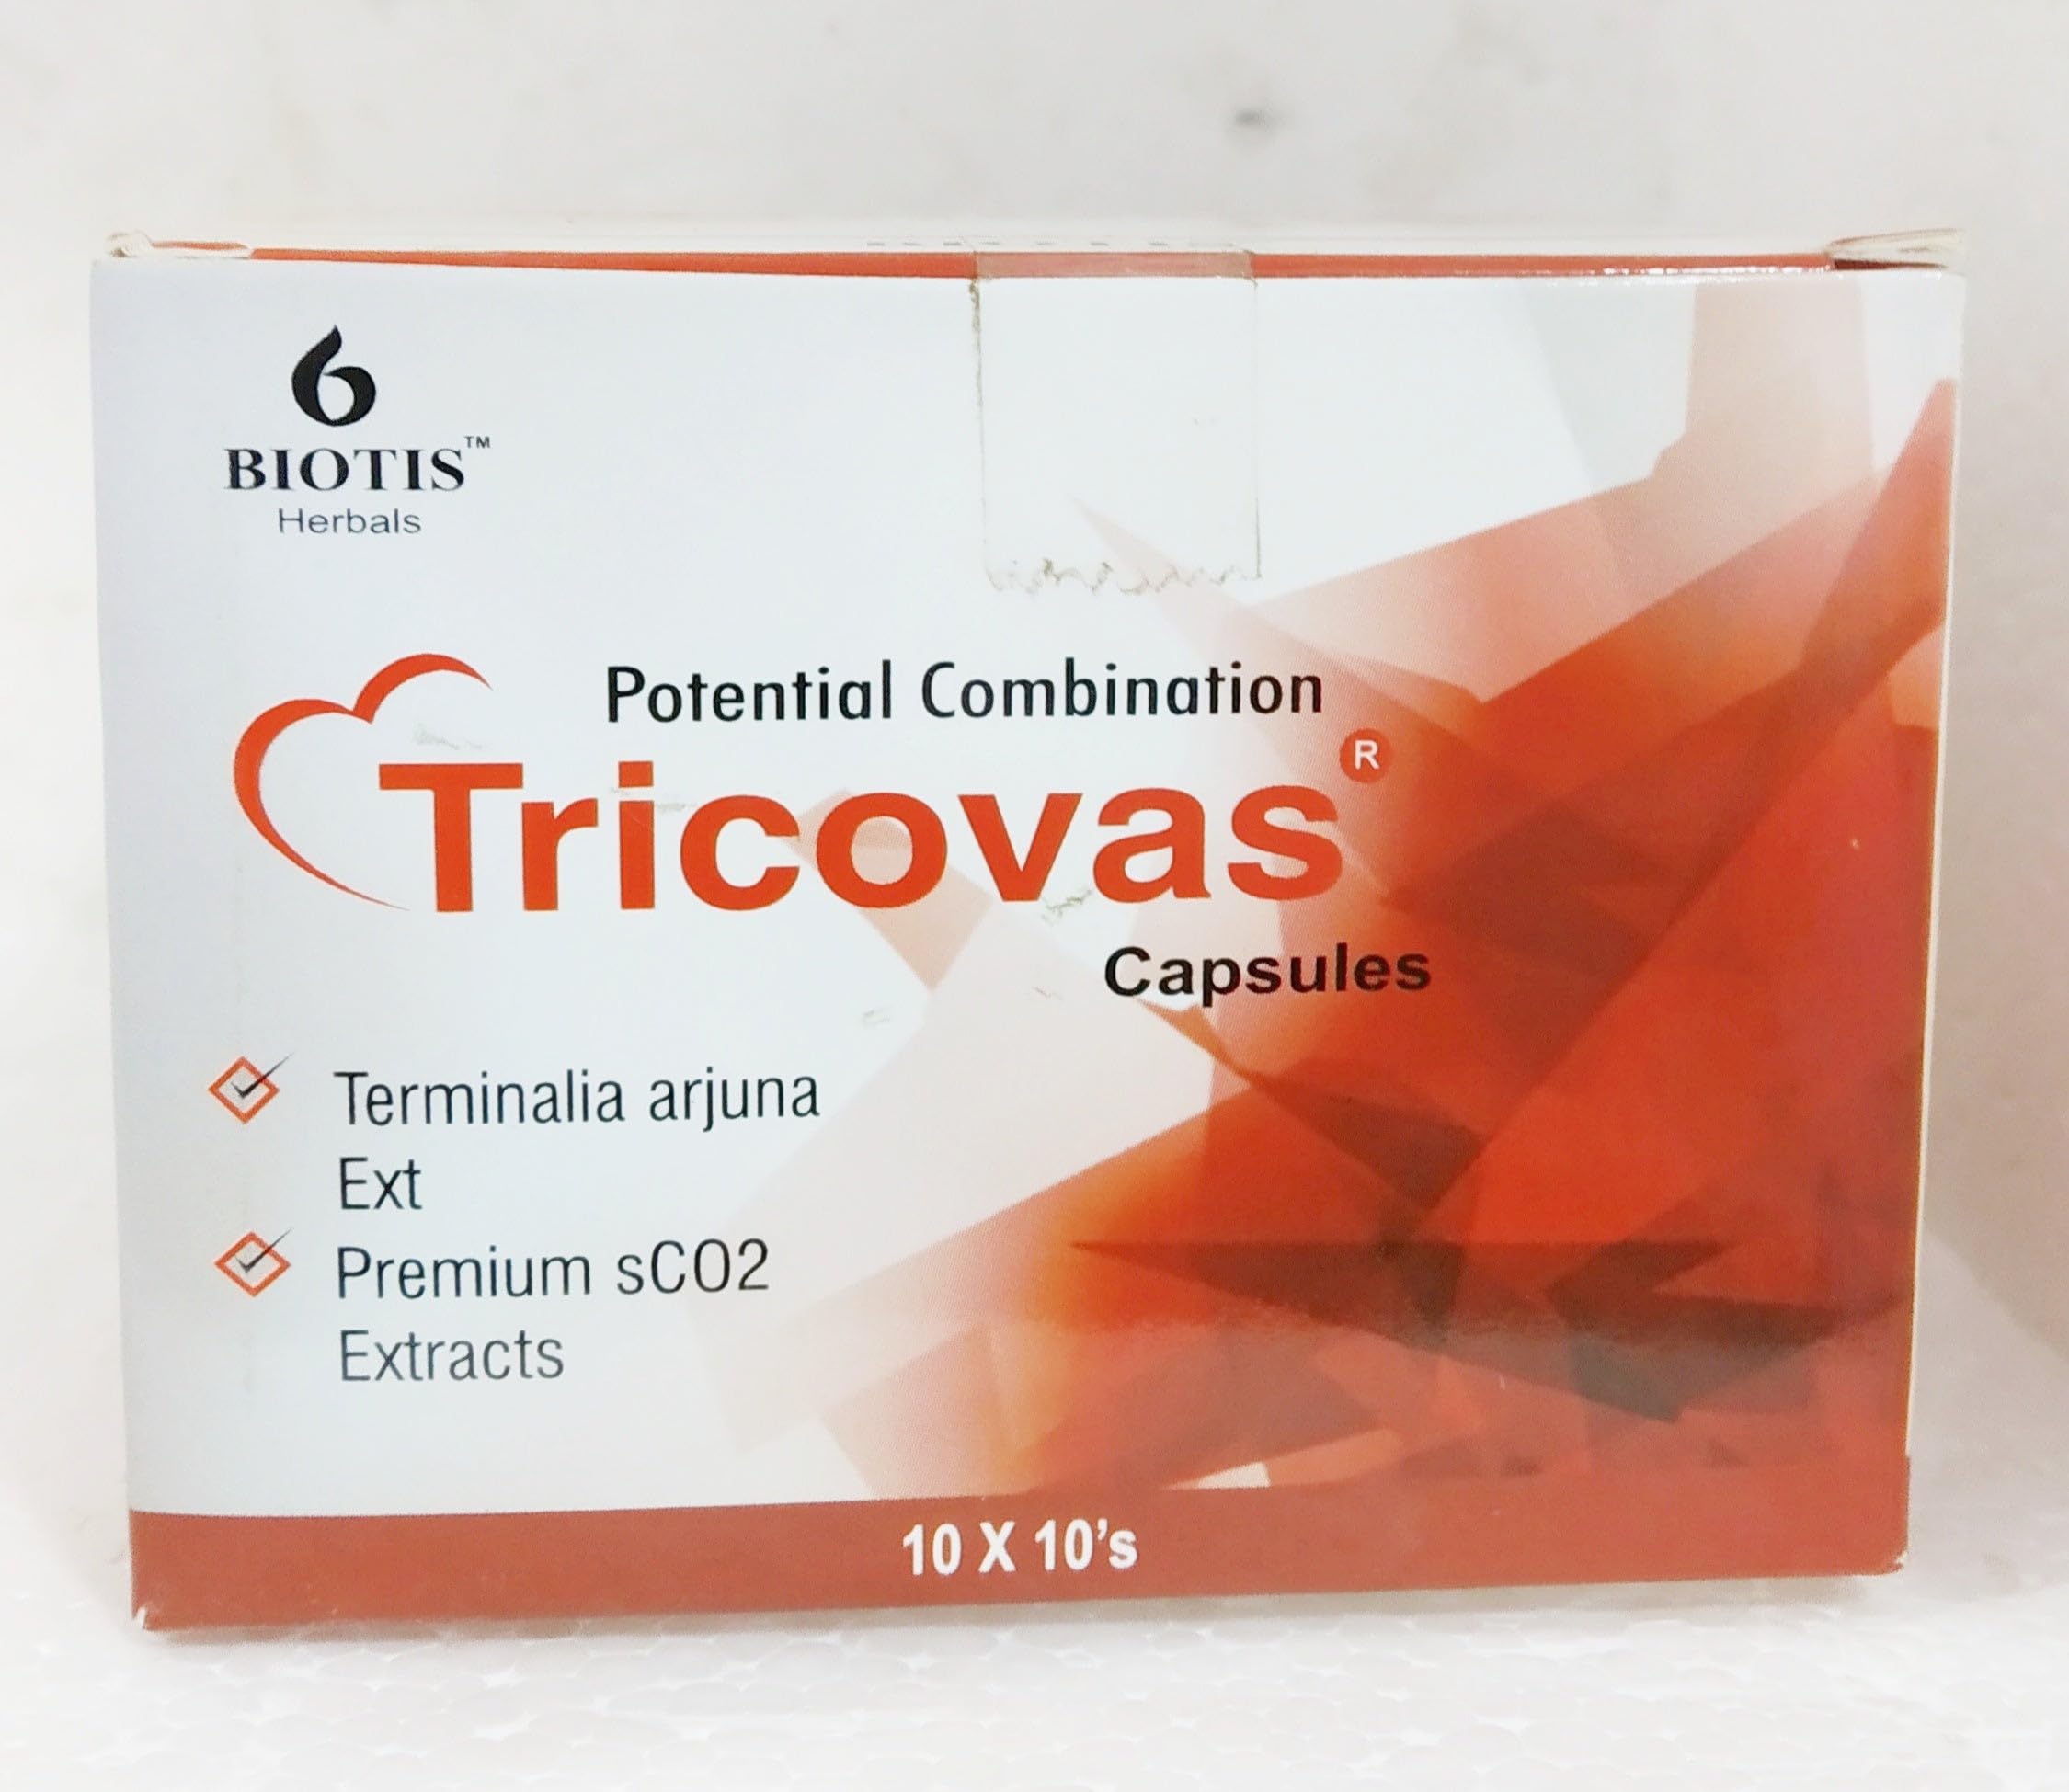 BIOTIS™
Herbals
Potential Combination
Tricovas®
Capsules
Terminalia arjuna
Ext
Premium sCO2
Extracts
10 X 10's